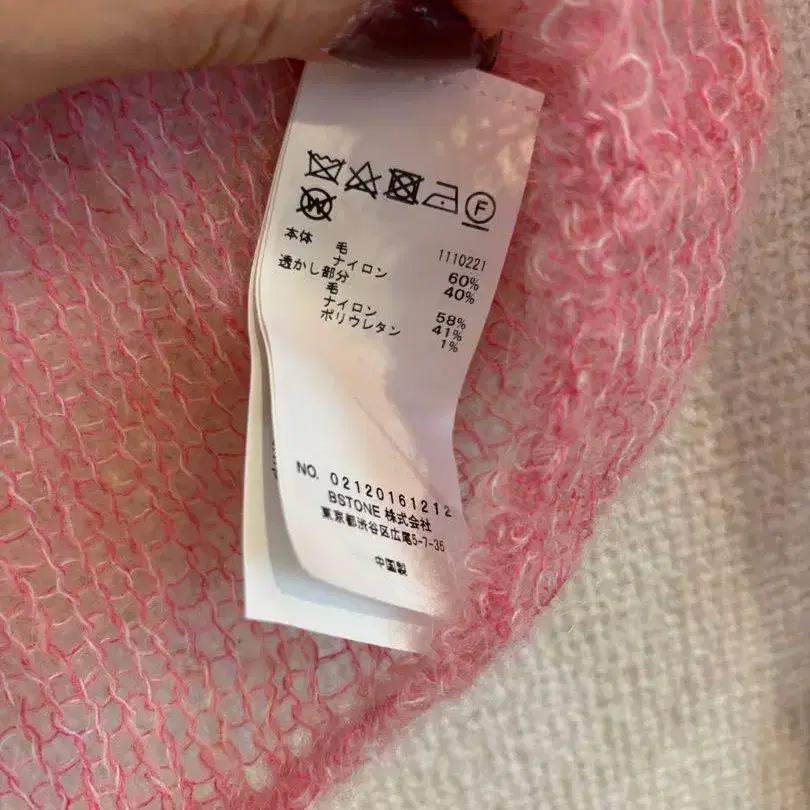 F
W
1110221
本体 毛 60%
ナイロン 40%
透かし部分
毛 58%
ナイロン 41%
ポリウレタン 1%
NO. 02120161212
BSTONE 株式会社
東京都渋谷区広尾5-7-35
中国製